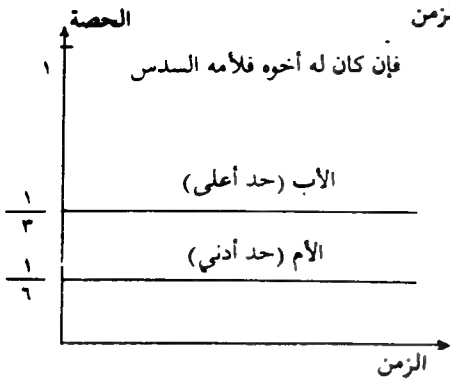 لزمن
الحصة
١
فإن كان له أخوه فلأمه السدس
الأب (حد أعلى)
١
٣
الأم (حد أدني)
١
٦
الزمن